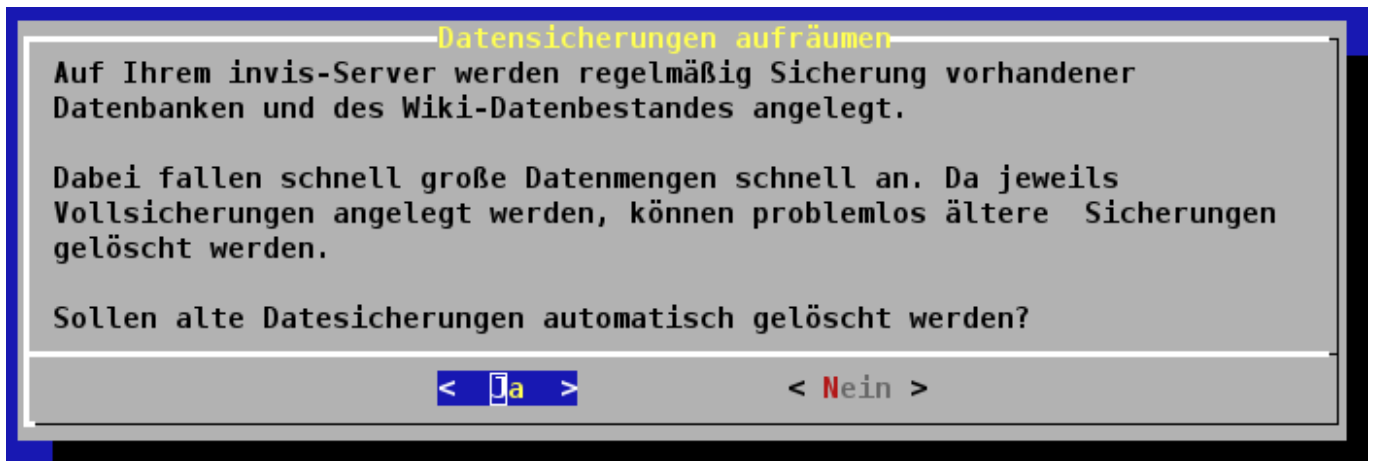 Datensicherungen aufräumen
Auf Ihrem invis-Server werden regelmäßig Sicherung vorhandener
Datenbanken und des Wiki-Datenbestandes angelegt.
Dabei fallen schnell große Datenmengen schnell an. Da jeweils
Vollsicherungen angelegt werden, können problemlos ältere  Sicherungen
gelöscht werden.
Sollen alte Datesicherungen automatisch gelöscht werden?
<  Ja  > < Nein >